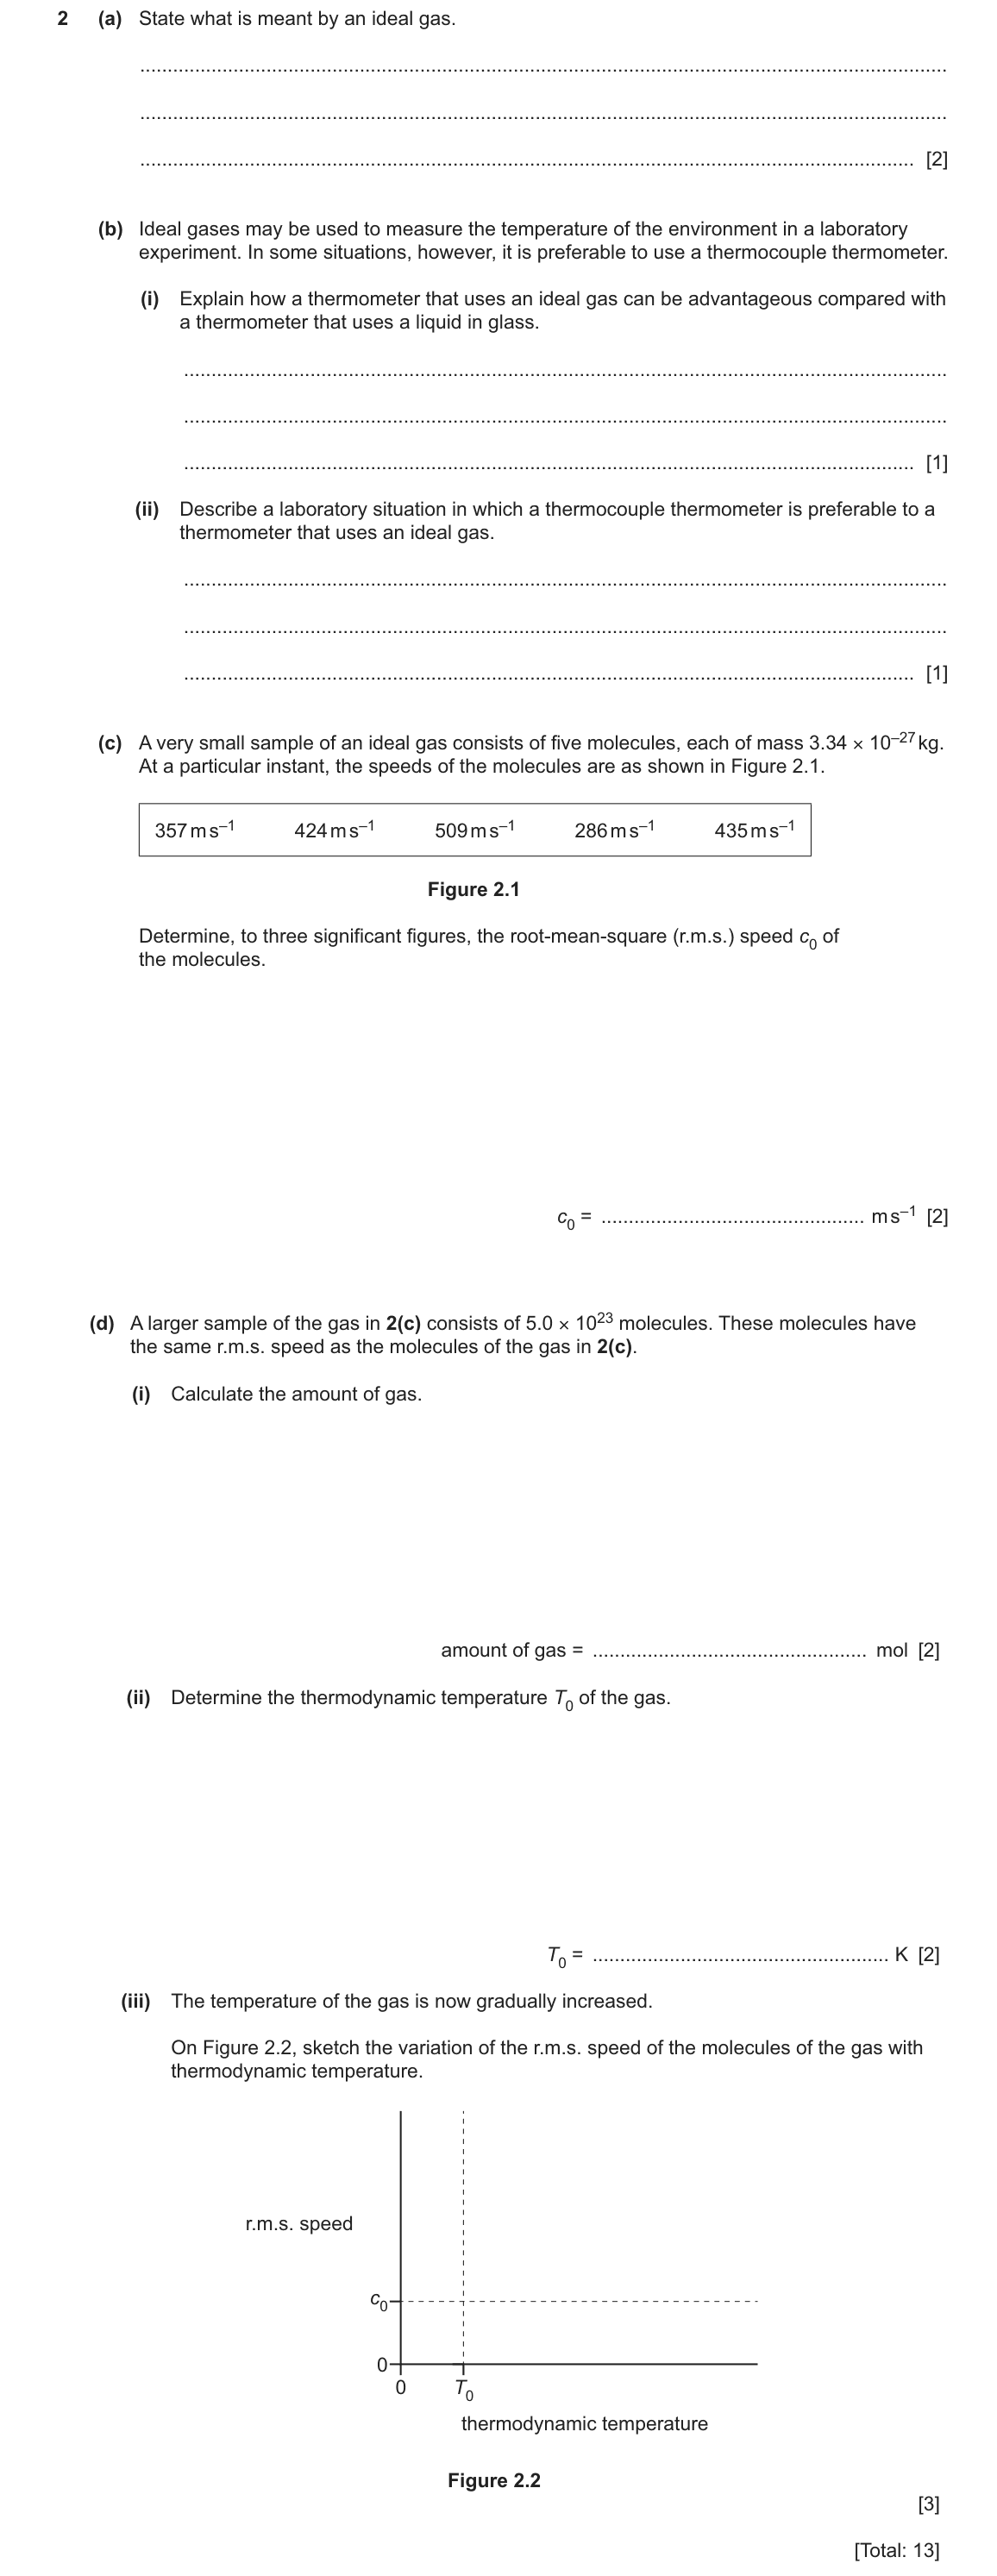 2 (a) State what is meant by an ideal gas.
..........................................................................................
..........................................................................................
.......................................................................................... [2]
(b) Ideal gases may be used to measure the temperature of the environment in a laboratory
experiment. In some situations, however, it is preferable to use a thermocouple thermometer.
(i) Explain how a thermometer that uses an ideal gas can be advantageous compared with
a thermometer that uses a liquid in glass.
..........................................................................................
..........................................................................................
.......................................................................................... [1]
(ii) Describe a laboratory situation in which a thermocouple thermometer is preferable to a
thermometer that uses an ideal gas.
..........................................................................................
..........................................................................................
.......................................................................................... [1]
(c) A very small sample of an ideal gas consists of five molecules, each of mass 3.34 × 10⁻²⁷ kg.
At a particular instant, the speeds of the molecules are as shown in Figure 2.1.
357 m s⁻¹ 424 m s⁻¹ 509 m s⁻¹ 286 m s⁻¹ 435 m s⁻¹
Figure 2.1
Determine, to three significant figures, the root-mean-square (r.m.s.) speed c₀ of
the molecules.
c₀ = ................................................ m s⁻¹ [2]
(d) A larger sample of the gas in 2(c) consists of 5.0 × 10²³ molecules. These molecules have
the same r.m.s. speed as the molecules of the gas in 2(c).
(i) Calculate the amount of gas.
amount of gas = .................................................. mol [2]
(ii) Determine the thermodynamic temperature T₀ of the gas.
T₀ = ...................................................... K [2]
(iii) The temperature of the gas is now gradually increased.
On Figure 2.2, sketch the variation of the r.m.s. speed of the molecules of the gas with
thermodynamic temperature.
r.m.s. speed
c₀
0
0 T₀
thermodynamic temperature
Figure 2.2
[3]
[Total: 13]